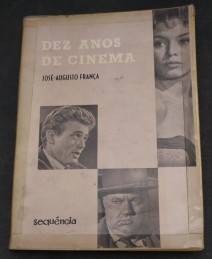 DEZ ANOS
DE CINEMA
JOSÉ-AUGUSTO FRANÇA
sequência